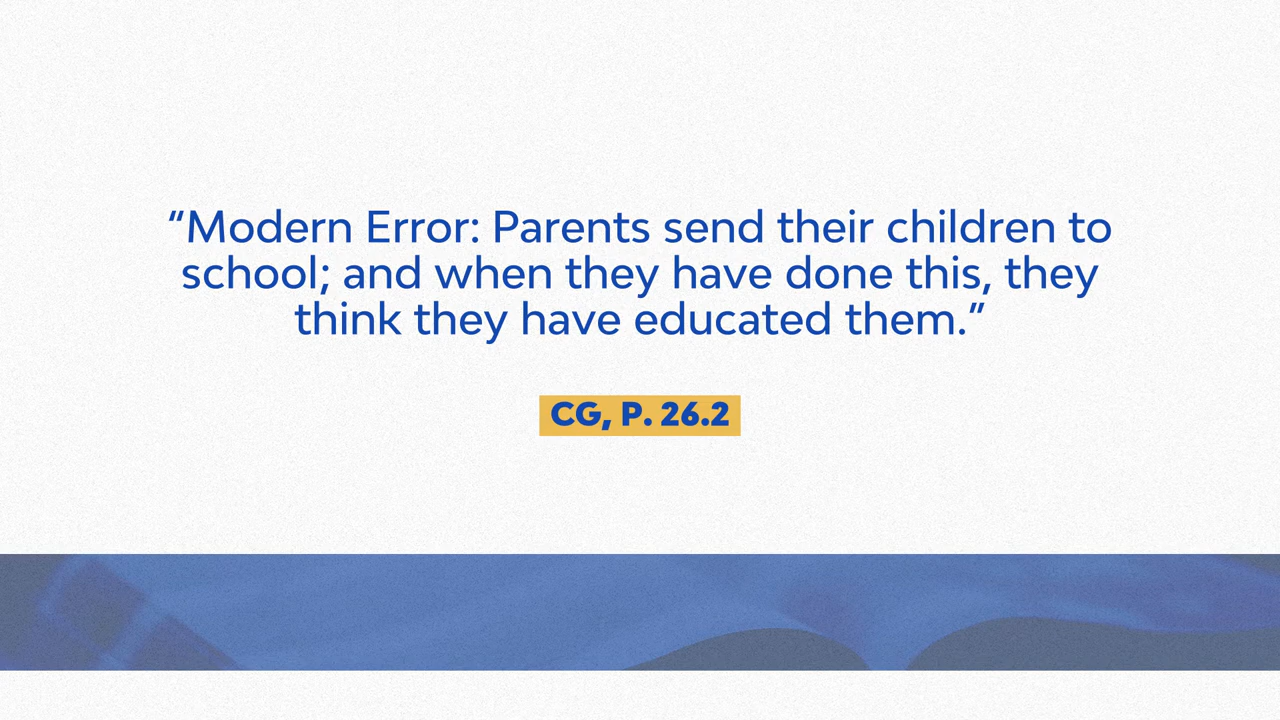 “Modern Error: Parents send their children to
school; and when they have done this, they
think they have educated them.”
CG, P. 26.2